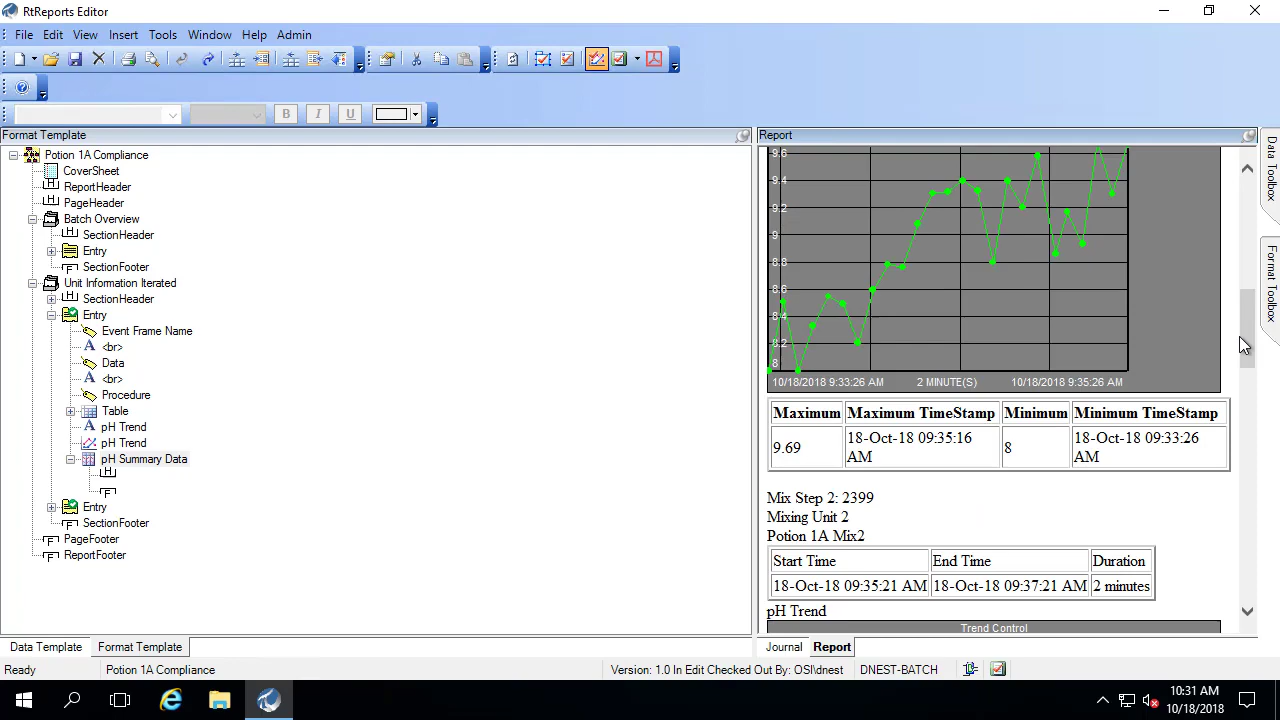 RtReports Editor
File Edit View Insert Tools Window Help Admin
B I U
Format Template
Potion 1A Compliance
CoverSheet
ReportHeader
PageHeader
Batch Overview
SectionHeader
Entry
SectionFooter
Unit Information Iterated
SectionHeader
Entry
Event Frame Name
<br>
Data
<br>
Procedure
Table
pH Trend
pH Trend
pH Summary Data
Entry
SectionFooter
PageFooter
ReportFooter
Data Template Format Template
Report
9.6
9.4
9.2
9
8.8
8.6
8.4
8.2
8
10/18/2018 9:33:26 AM 2 MINUTE(S) 10/18/2018 9:35:26 AM
Maximum Maximum TimeStamp Minimum Minimum TimeStamp
9.69 18-Oct-18 09:35:16 AM 8 18-Oct-18 09:33:26 AM
Mix Step 2: 2399
Mixing Unit 2
Potion 1A Mix2
Start Time End Time Duration
18-Oct-18 09:35:21 AM 18-Oct-18 09:37:21 AM 2 minutes
pH Trend
Trend Control
Journal Report
Data Toolbox
Format Toolbox
Ready Potion 1A Compliance Version: 1.0 In Edit Checked Out By: OSI\dnest DNEST-BATCH
10:31 AM
10/18/2018